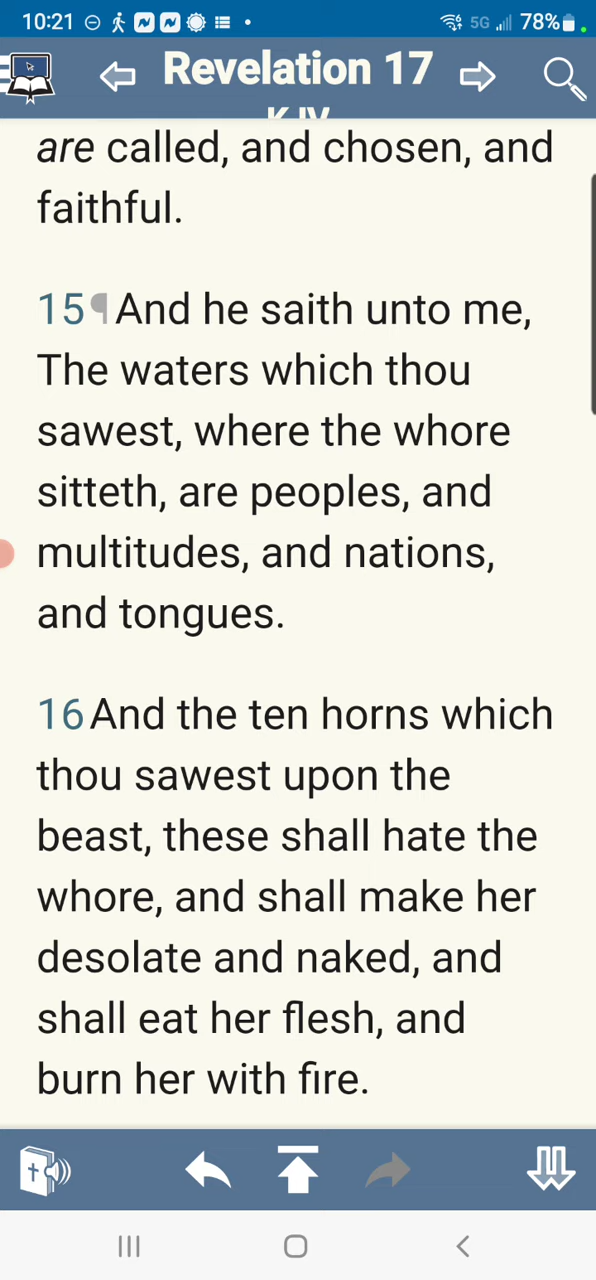 10:21 5G 78%
Revelation 17
KJV
are called, and chosen, and
faithful.
15¶And he saith unto me,
The waters which thou
sawest, where the whore
sitteth, are peoples, and
multitudes, and nations,
and tongues.
16And the ten horns which
thou sawest upon the
beast, these shall hate the
whore, and shall make her
desolate and naked, and
shall eat her flesh, and
burn her with fire.